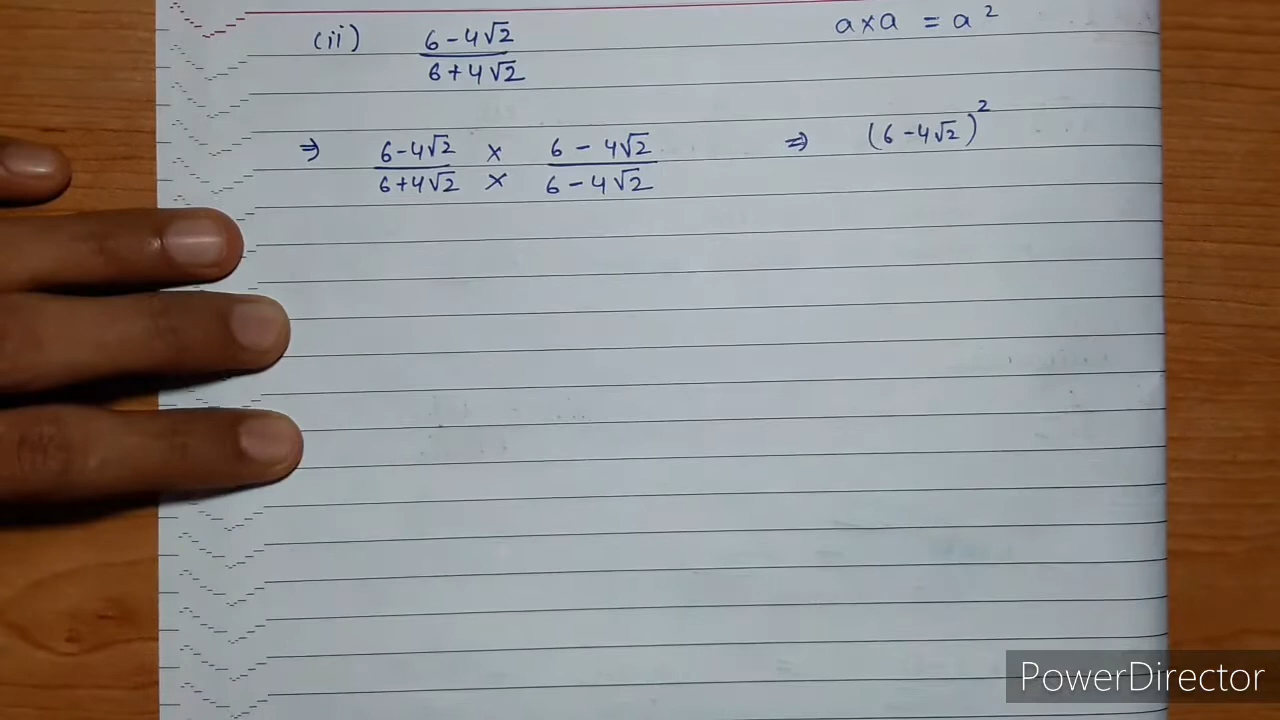 (ii) 6-4√2 / 6+4√2 a×a = a²
⇒ 6-4√2 / 6+4√2 × 6 - 4√2 / 6 - 4√2 ⇒ (6-4√2)²
PowerDirector